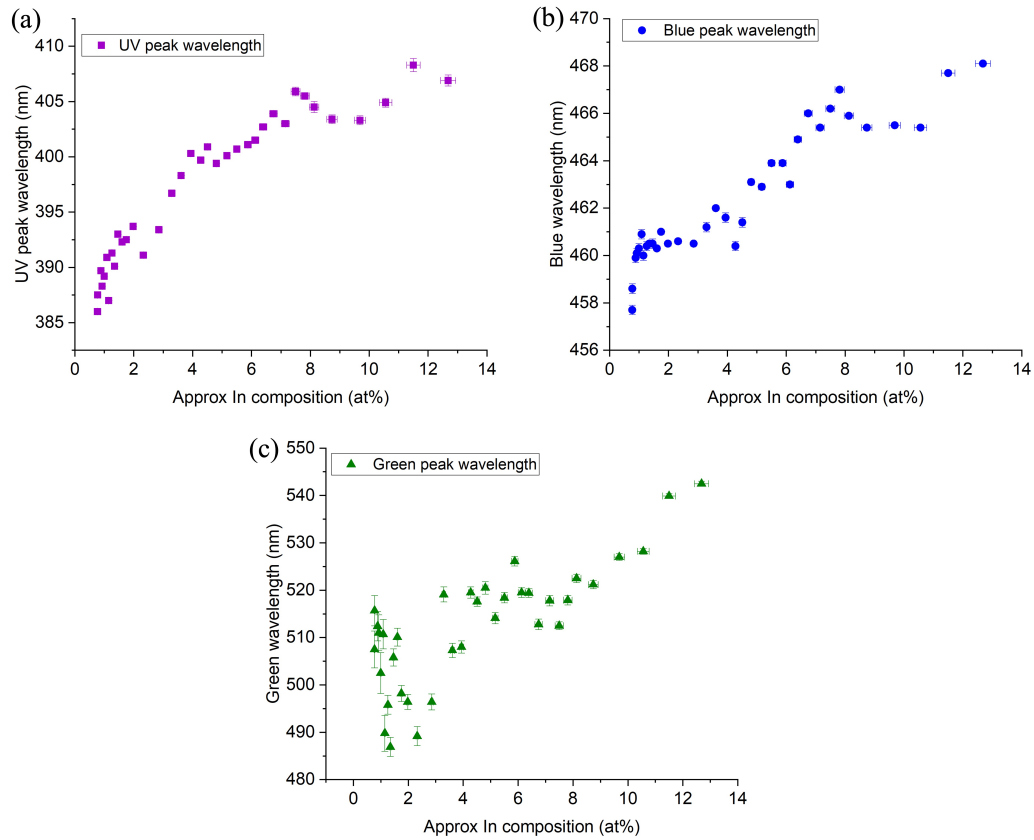 (a)
UV peak wavelength
410
405
400
395
390
385
UV peak wavelength (nm)
0 2 4 6 8 10 12 14
Approx In composition (at%)
(b)
Blue peak wavelength
470
468
466
464
462
460
458
456
Blue wavelength (nm)
0 2 4 6 8 10 12 14
Approx In composition (at%)
(c)
Green peak wavelength
550
540
530
520
510
500
490
480
Green wavelength (nm)
0 2 4 6 8 10 12 14
Approx In composition (at%)